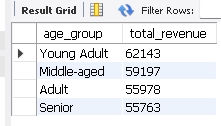 Result Grid Filter Rows:
age_group total_revenue
Young Adult 62143
Middle-aged 59197
Adult 55978
Senior 55763